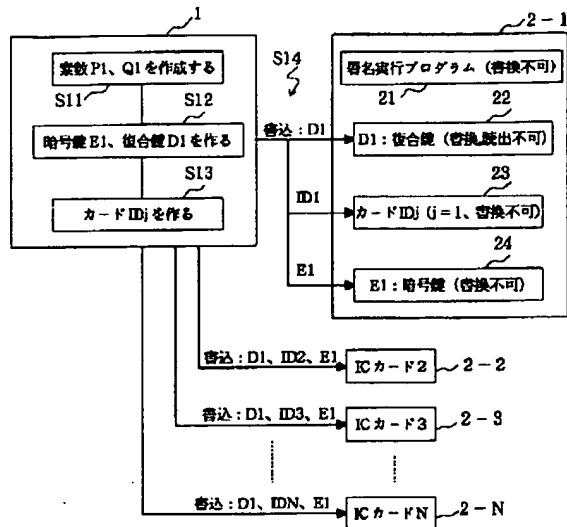 1
2-1
素数P1、Q1を作成する
S11
S12
暗号鍵E1、復合鍵D1を作る
S13
カードIDjを作る
S14
書込:D1
ID1
E1
署名実行プログラム(書換不可)
21
22
D1:復合鍵(書換,読出不可)
23
カードIDj(j=1、書換不可)
24
E1:暗号鍵(書換不可)
書込:D1、ID2、E1
ICカード2
2-2
書込:D1、ID3、E1
ICカード3
2-3
書込:D1、IDN、E1
ICカードN
2-N